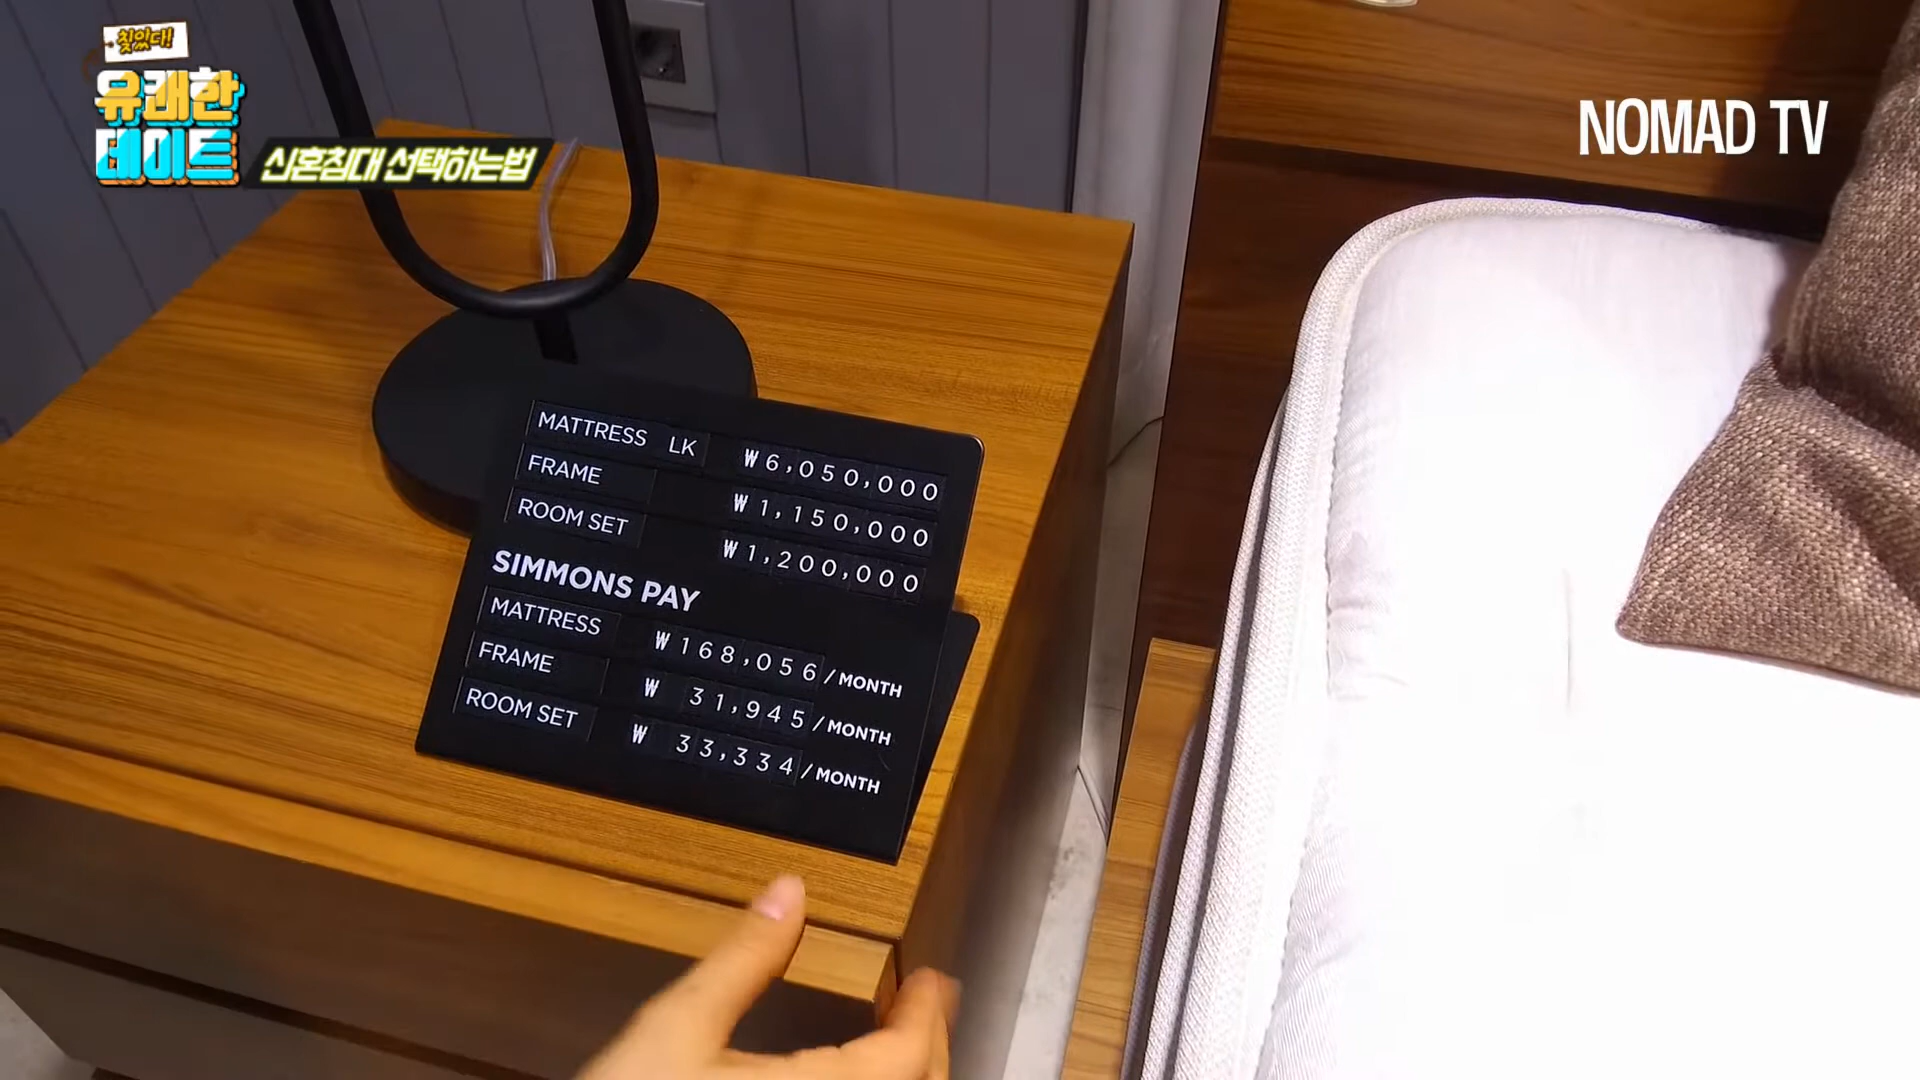 찾았다!
유쾌한
데이트
신혼침대 선택하는법
NOMAD TV
MATTRESS LK ₩6,050,000
FRAME ₩1,150,000
ROOM SET ₩1,200,000
SIMMONS PAY
MATTRESS ₩168,056/MONTH
FRAME ₩ 31,945/MONTH
ROOM SET ₩ 33,334/MONTH